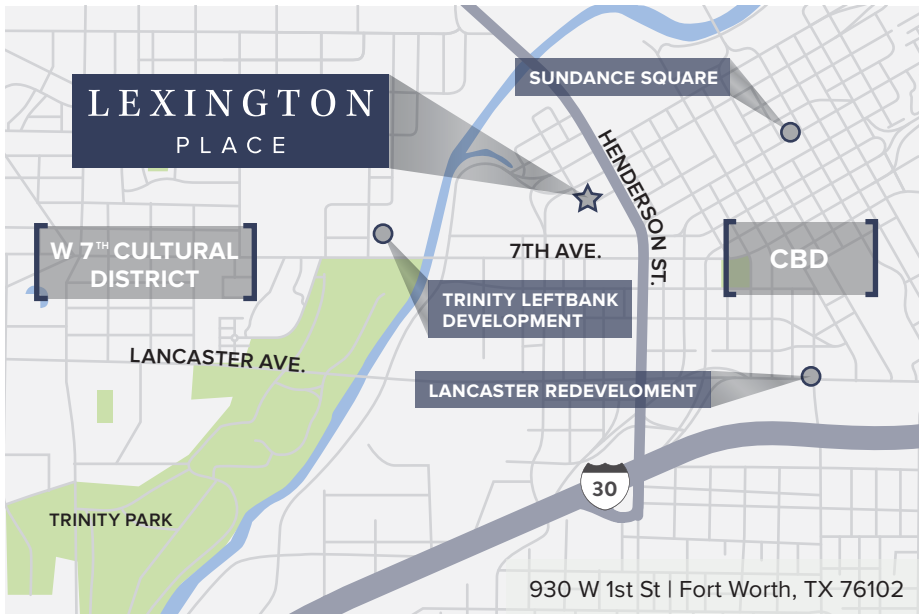 SUNDANCE SQUARE
LEXINGTON
PLACE
HENDERSON ST.
W 7TH CULTURAL
DISTRICT
7TH AVE.
CBD
TRINITY LEFTBANK
DEVELOPMENT
LANCASTER AVE.
LANCASTER REDEVELOMENT
30
TRINITY PARK
930 W 1st St | Fort Worth, TX 76102